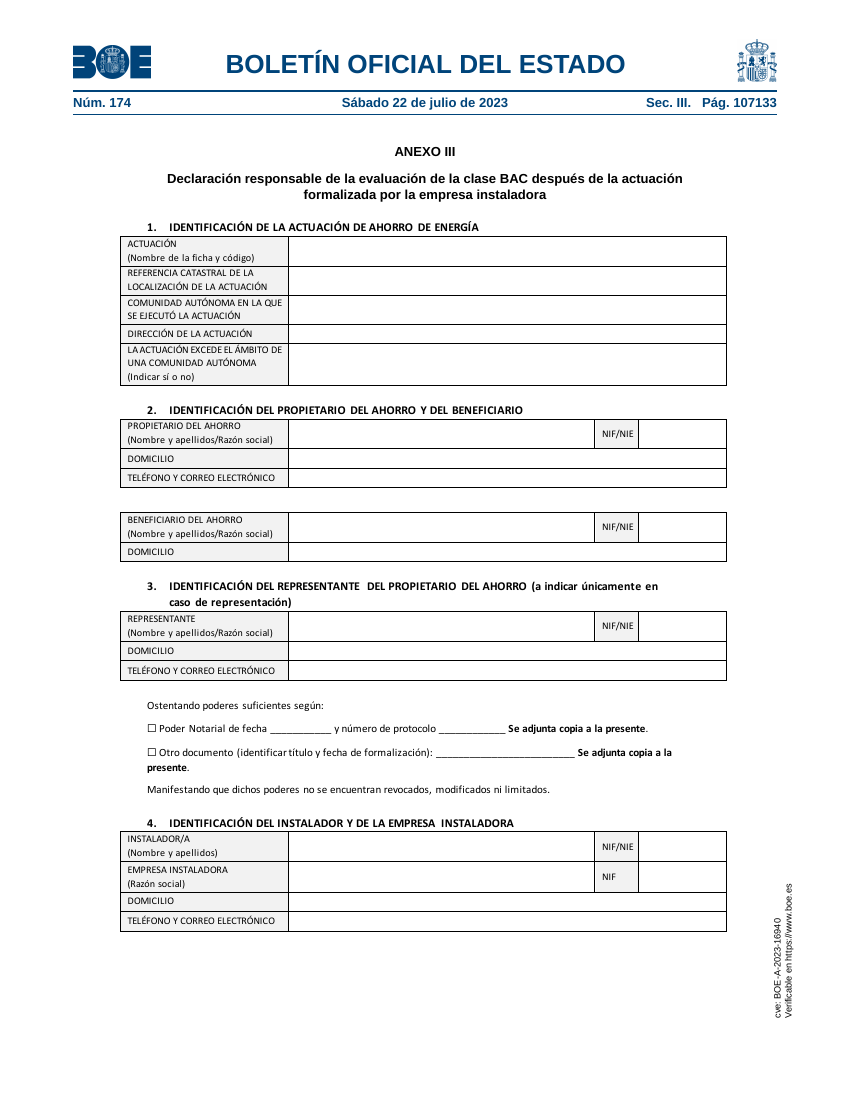 BOE
BOLETÍN OFICIAL DEL ESTADO
Núm. 174 Sábado 22 de julio de 2023 Sec. III. Pág. 107133
ANEXO III
Declaración responsable de la evaluación de la clase BAC después de la actuación
formalizada por la empresa instaladora
1. IDENTIFICACIÓN DE LA ACTUACIÓN DE AHORRO DE ENERGÍA
ACTUACIÓN
(Nombre de la ficha y código)
REFERENCIA CATASTRAL DE LA
LOCALIZACIÓN DE LA ACTUACIÓN
COMUNIDAD AUTÓNOMA EN LA QUE
SE EJECUTÓ LA ACTUACIÓN
DIRECCIÓN DE LA ACTUACIÓN
LA ACTUACIÓN EXCEDE EL ÁMBITO DE
UNA COMUNIDAD AUTÓNOMA
(Indicar sí o no)
2. IDENTIFICACIÓN DEL PROPIETARIO DEL AHORRO Y DEL BENEFICIARIO
PROPIETARIO DEL AHORRO
(Nombre y apellidos/Razón social) NIF/NIE
DOMICILIO
TELÉFONO Y CORREO ELECTRÓNICO
BENEFICIARIO DEL AHORRO
(Nombre y apellidos/Razón social) NIF/NIE
DOMICILIO
3. IDENTIFICACIÓN DEL REPRESENTANTE DEL PROPIETARIO DEL AHORRO (a indicar únicamente en
caso de representación)
REPRESENTANTE
(Nombre y apellidos/Razón social) NIF/NIE
DOMICILIO
TELÉFONO Y CORREO ELECTRÓNICO
Ostentando poderes suficientes según:
☐ Poder Notarial de fecha ___________ y número de protocolo ____________ Se adjunta copia a la presente.
☐ Otro documento (identificar título y fecha de formalización): _________________________ Se adjunta copia a la
presente.
Manifestando que dichos poderes no se encuentran revocados, modificados ni limitados.
4. IDENTIFICACIÓN DEL INSTALADOR Y DE LA EMPRESA INSTALADORA
INSTALADOR/A
(Nombre y apellidos) NIF/NIE
EMPRESA INSTALADORA
(Razón social) NIF
DOMICILIO
TELÉFONO Y CORREO ELECTRÓNICO
cve: BOE-A-2023-16940
Verificable en https://www.boe.es